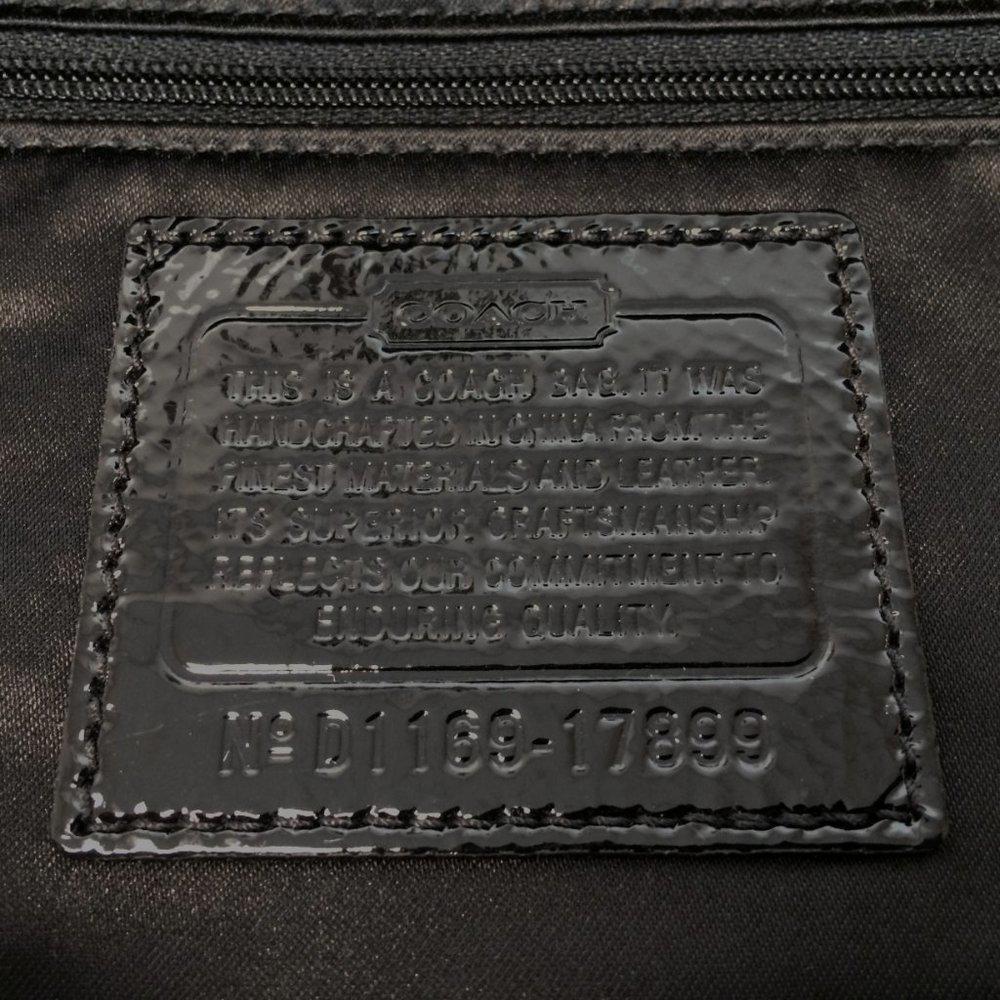 COACH
THIS IS A COACH BAG. IT WAS
HANDCRAFTED IN CHINA FROM THE
FINEST MATERIALS AND LEATHER.
ITS SUPERIOR CRAFTSMANSHIP
REFLECTS OUR COMMITMENT TO
ENDURING QUALITY.
Nº D1169-17899